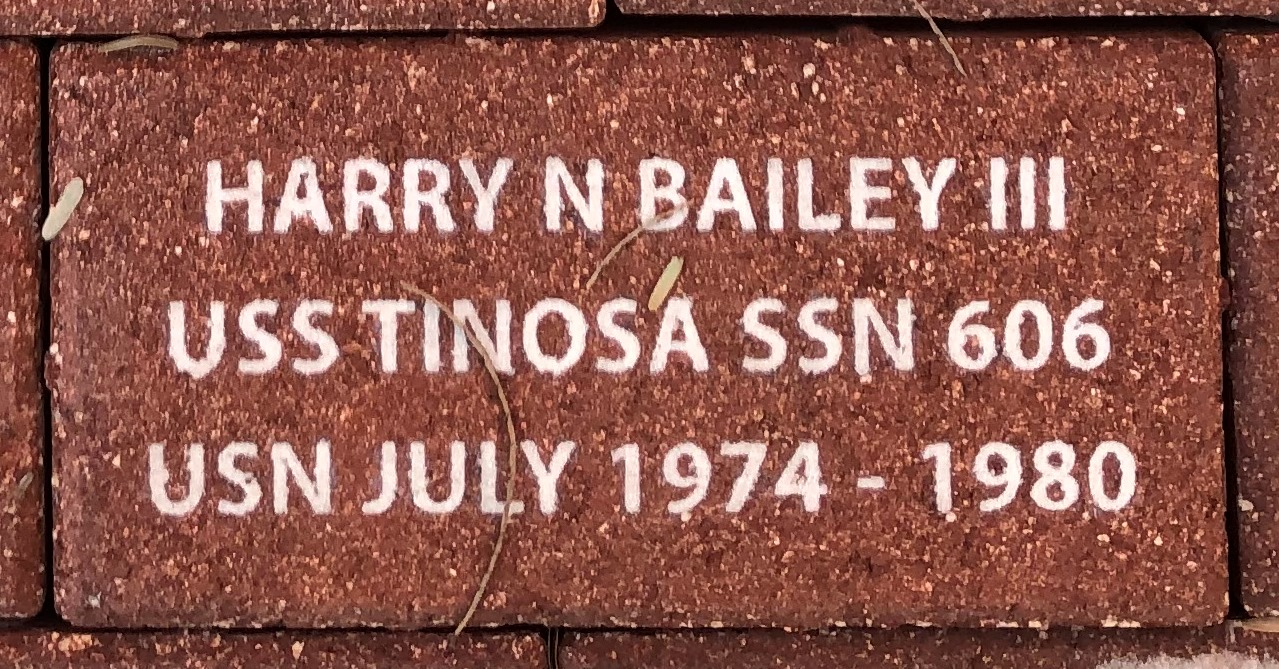 HARRY N BAILEY III
USS TINOSA SSN 606
USN JULY 1974 - 1980